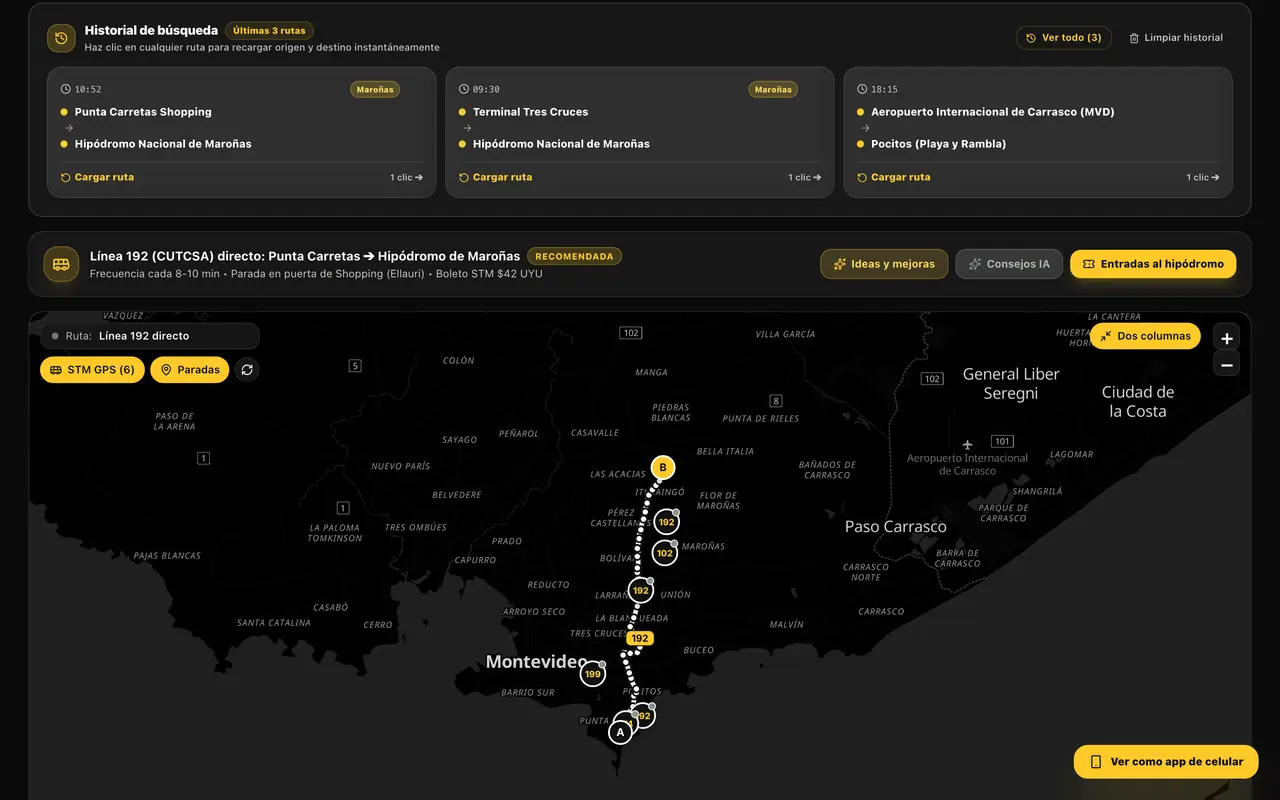 Historial de búsqueda
Últimas 3 rutas
Haz clic en cualquier ruta para recargar origen y destino instantáneamente
Ver todo (3)
Limpiar historial
10:52
Maroñas
Punta Carretas Shopping
→
Hipódromo Nacional de Maroñas
Cargar ruta
1 clic ➔
09:30
Maroñas
Terminal Tres Cruces
→
Hipódromo Nacional de Maroñas
Cargar ruta
1 clic ➔
18:15
Aeropuerto Internacional de Carrasco (MVD)
→
Pocitos (Playa y Rambla)
Cargar ruta
1 clic ➔
Línea 192 (CUTCSA) directo: Punta Carretas ➔ Hipódromo de Maroñas
RECOMENDADA
Frecuencia cada 8-10 min • Parada en puerta de Shopping (Ellauri) • Boleto STM $42 UYU
Ideas y mejoras
Consejos IA
Entradas al hipódromo
VÁZQUEZ
Ruta: Línea 192 directo
STM GPS (6)
Paradas
Dos columnas
+
−
LA CANTERA
102
VILLA GARCÍA
COLÓN
5
MANGA
102
General Liber
Seregni
Ciudad de
la Costa
PASO DE
LA ARENA
PIEDRAS
BLANCAS
8
PUNTA DE RIELES
SAYAGO
PEÑAROL
CASAVALLE
101
1
BELLA ITALIA
LAGOMAR
NUEVO PARÍS
B
LAS ACACIAS
BAÑADOS DE
CARRASCO
Aeropuerto Internacional
de Carrasco
BELVEDERE
FLOR DE
MAROÑAS
SHANGRILÁ
1
LA PALOMA
TOMKINSON
TRES OMBÚES
PÉREZ
192
Paso Carrasco
PARQUE DE
CARRASCO
PAJAS BLANCAS
PRADO
CAPURRO
102
MAROÑAS
BARRA DE
CARRASCO
CARRASCO
NORTE
REDUCTO
192
UNIÓN
CASABÓ
ARROYO SECO
CARRASCO
SANTA CATALINA
CERRO
MALVÍN
TRES CRUCES
192
BUCEO
Montevideo
199
BARRIO SUR
PUNTA
A
Ver como app de celular